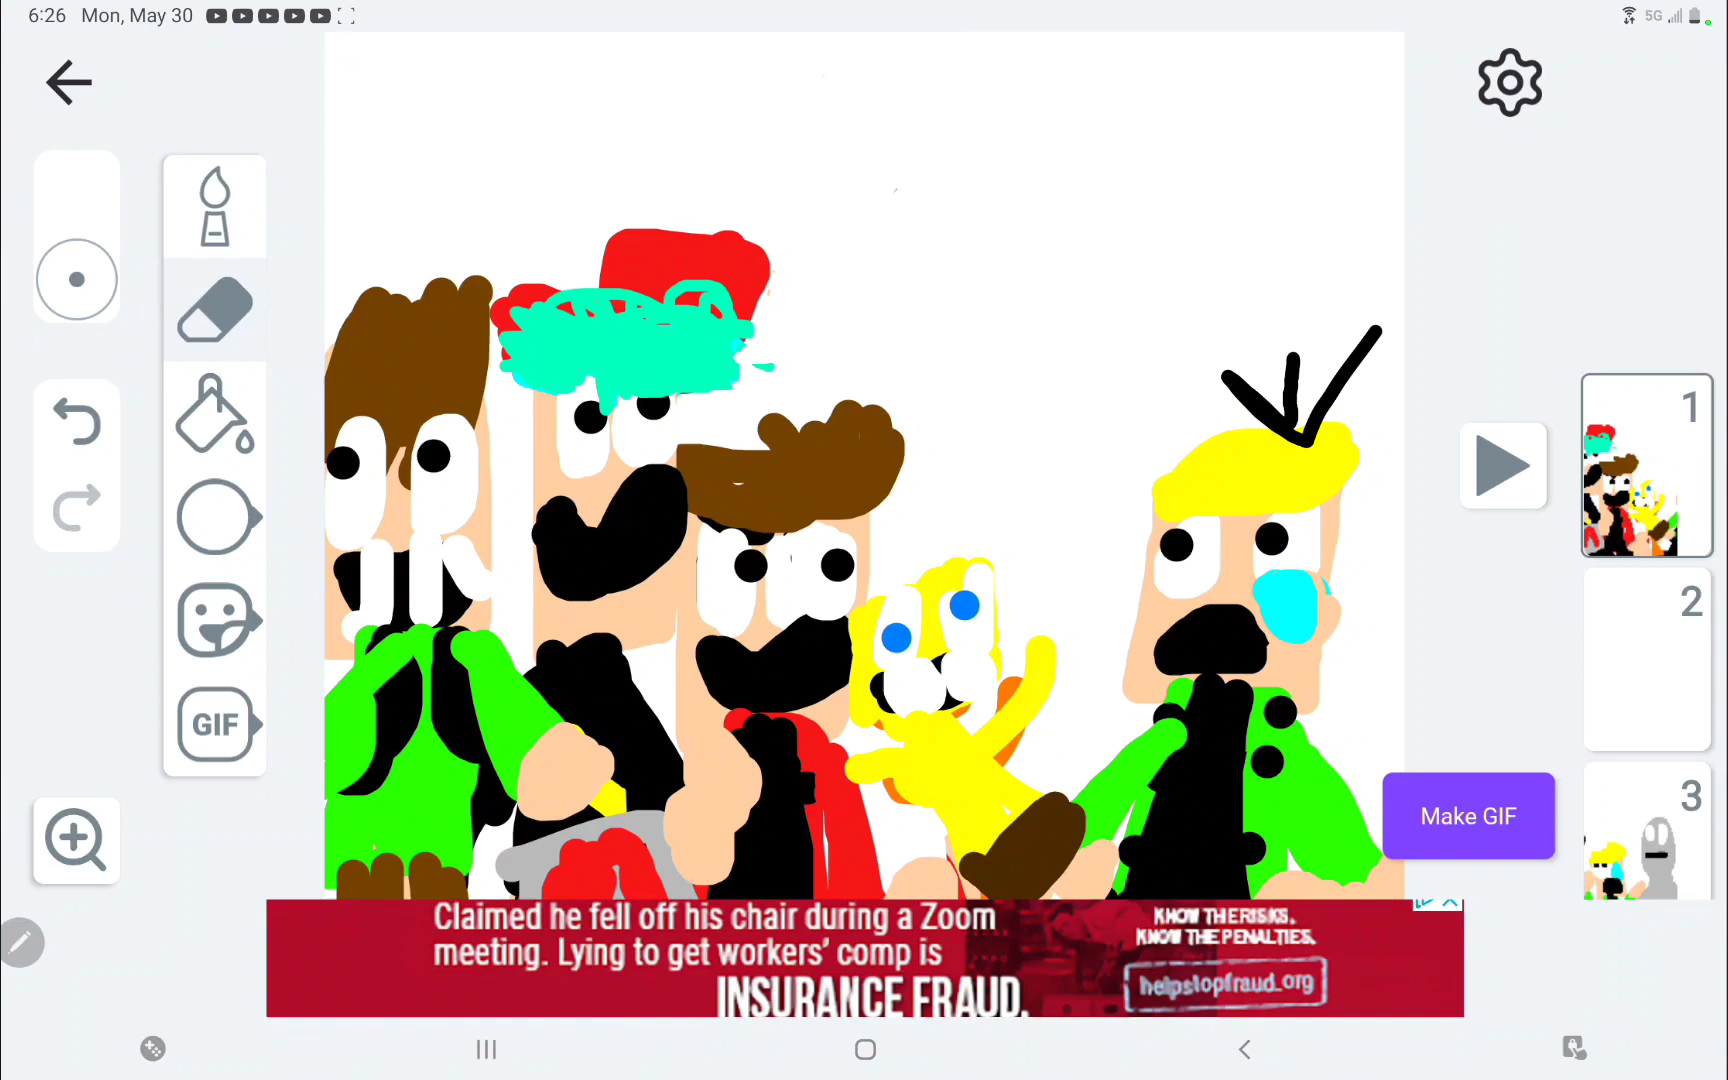 6:26 Mon, May 30
5G
1
2
GIF
Make GIF
3
Claimed he fell off his chair during a Zoom
meeting. Lying to get workers' comp is
INSURANCE FRAUD.
KNOW THE RISKS.
KNOW THE PENALTIES.
helpstopfraud.org